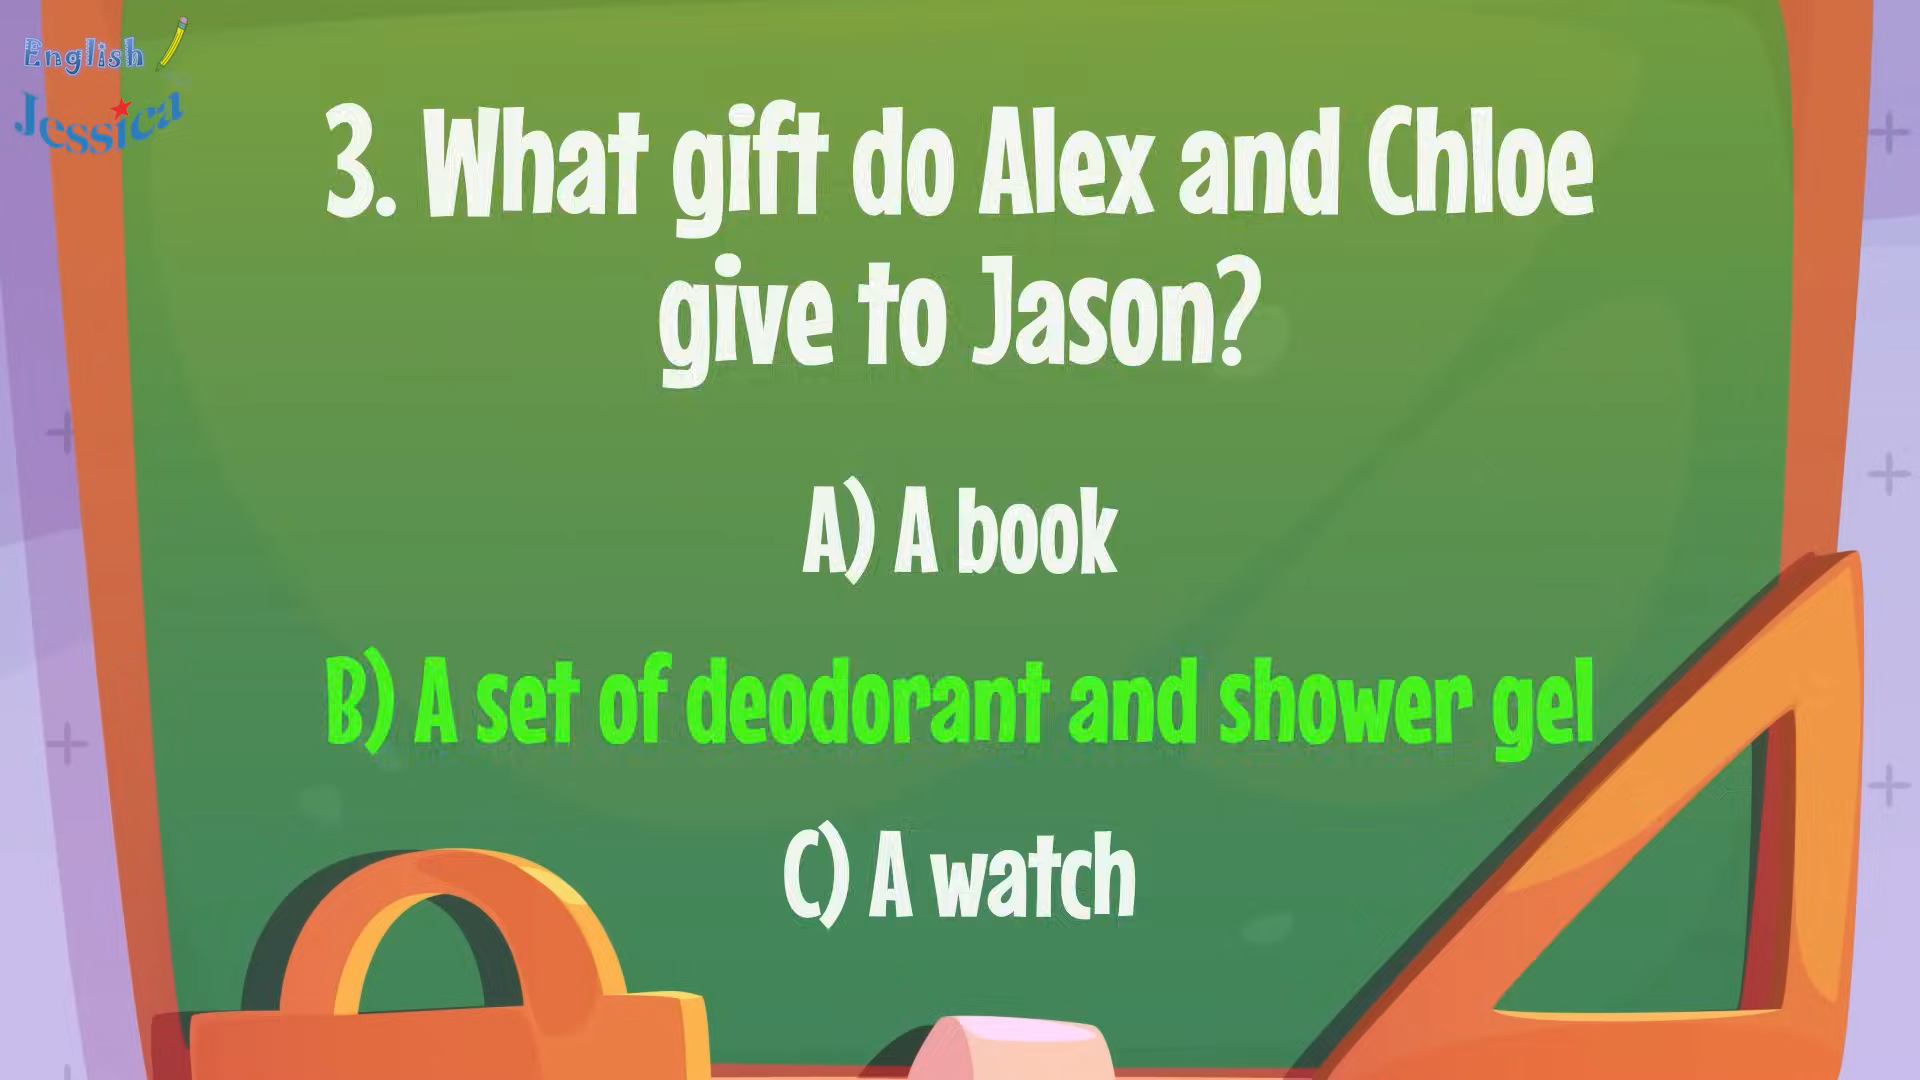 English
Jessica
3. What gift do Alex and Chloe
give to Jason?
A) A book
B) A set of deodorant and shower gel
C) A watch